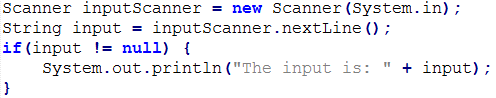 Scanner inputScanner = new Scanner(System.in);
String input = inputScanner.nextLine();
if(input != null) {
    System.out.println("The input is: " + input);
}